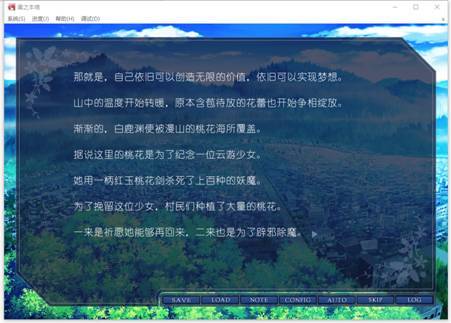 魔之本境
系统(S) 进度(J) 帮助(H) 调试(D)
那就是，自己依旧可以创造无限的价值，依旧可以实现梦想。
山中的温度开始转暖，原本含苞待放的花蕾也开始争相绽放。
渐渐的，白鹿渊便被漫山的桃花海所覆盖。
据说这里的桃花是为了纪念一位云游少女。
她用一柄红玉桃花剑杀死了上百种的妖魔。
为了挽留这位少女，村民们种植了大量的桃花。
一来是祈愿她能够再回来，二来也是为了辟邪除魔。
SAVE LOAD NOTE CONFIG AUTO SKIP LOG